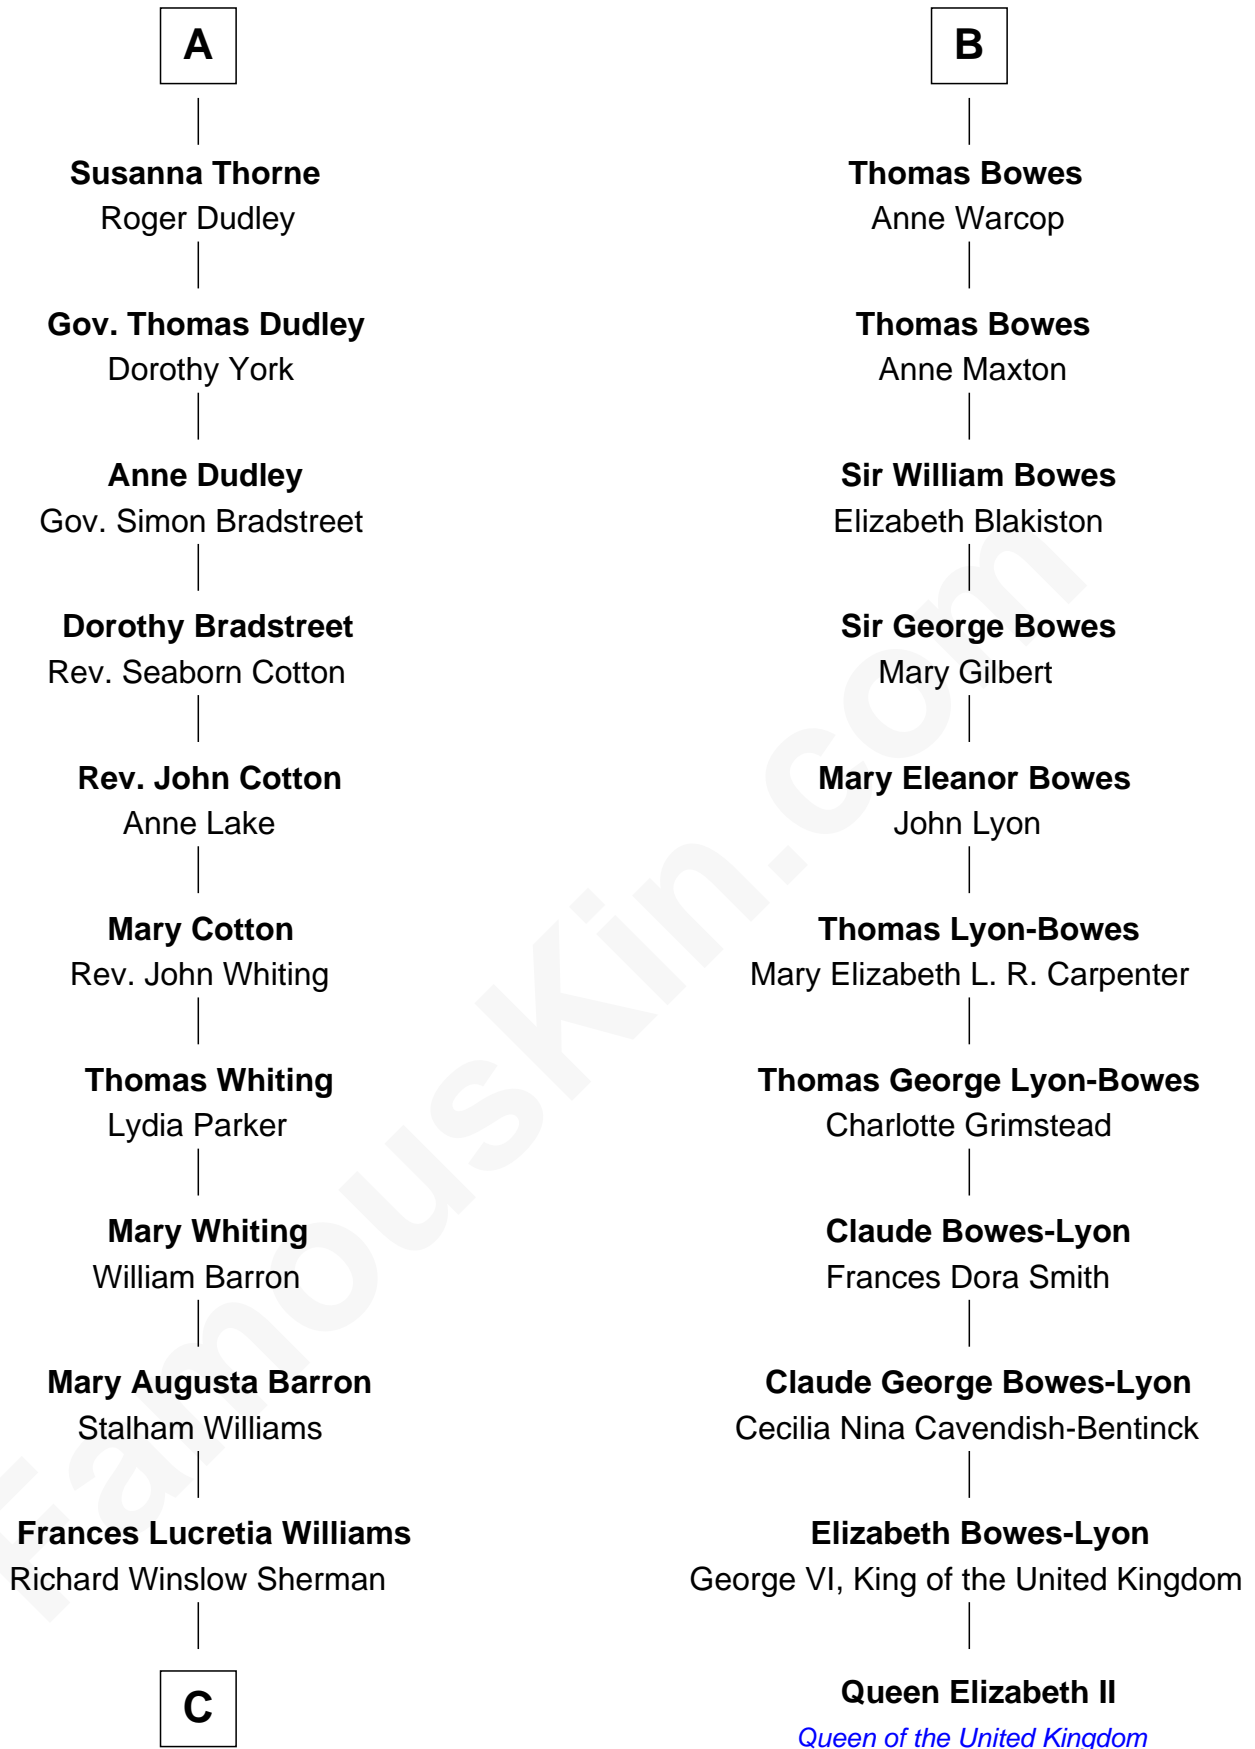 A
Susanna Thorne
Roger Dudley
Gov. Thomas Dudley
Dorothy York
Anne Dudley
Gov. Simon Bradstreet
Dorothy Bradstreet
Rev. Seaborn Cotton
Rev. John Cotton
Anne Lake
Mary Cotton
Rev. John Whiting
Thomas Whiting
Lydia Parker
Mary Whiting
William Barron
Mary Augusta Barron
Stalham Williams
Frances Lucretia Williams
Richard Winslow Sherman
C
B
Thomas Bowes
Anne Warcop
Thomas Bowes
Anne Maxton
Sir William Bowes
Elizabeth Blakiston
Sir George Bowes
Mary Gilbert
Mary Eleanor Bowes
John Lyon
Thomas Lyon-Bowes
Mary Elizabeth L. R. Carpenter
Thomas George Lyon-Bowes
Charlotte Grimstead
Claude Bowes-Lyon
Frances Dora Smith
Claude George Bowes-Lyon
Cecilia Nina Cavendish-Bentinck
Elizabeth Bowes-Lyon
George VI, King of the United Kingdom
Queen Elizabeth II
Queen of the United Kingdom
FamousKin.com